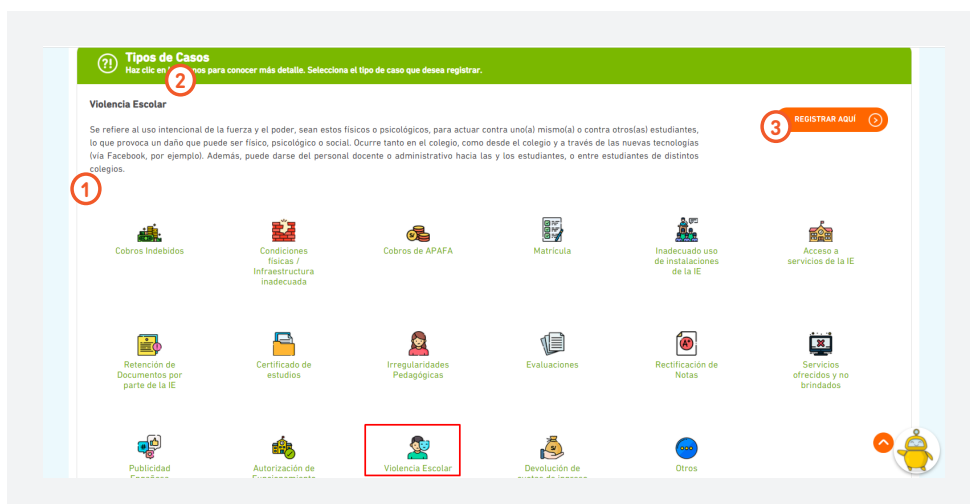 ?!
Tipos de Casos
Haz clic en
nos para conocer más detalle. Selecciona el tipo de caso que desea registrar.
2
Violencia Escolar
REGISTRAR AQUÍ
3
Se refiere al uso intencional de la fuerza y el poder, sean estos físicos o psicológicos, para actuar contra uno(a) mismo(a) o contra otros(as) estudiantes,
lo que provoca un daño que puede ser físico, psicológico o social. Ocurre tanto en el colegio, como desde el colegio y a través de las nuevas tecnologías
(vía Facebook, por ejemplo). Además, puede darse del personal docente o administrativo hacia las y los estudiantes, o entre estudiantes de distintos
colegios.
1
Cobros Indebidos
Condiciones
físicas /
Infraestructura
inadecuada
Cobros de APAFA
Matrícula
Inadecuado uso
de instalaciones
de la IE
Acceso a
servicios de la IE
Retención de
Documentos por
parte de la IE
Certificado de
estudios
Irregularidades
Pedagógicas
Evaluaciones
A+
Rectificación de
Notas
Servicios
ofrecidos y no
brindados
Publicidad
Autorización de
Violencia Escolar
Devolución de
Otros